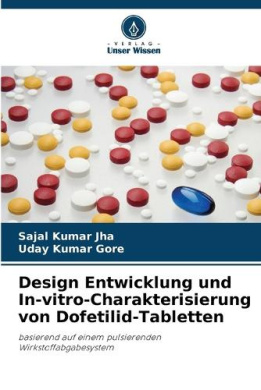 VERLAG
Unser Wissen
Sajal Kumar Jha
Uday Kumar Gore
Design Entwicklung und
In-vitro-Charakterisierung
von Dofetilid-Tabletten
basierend auf einem pulsierenden
Wirkstoffabgabesystem